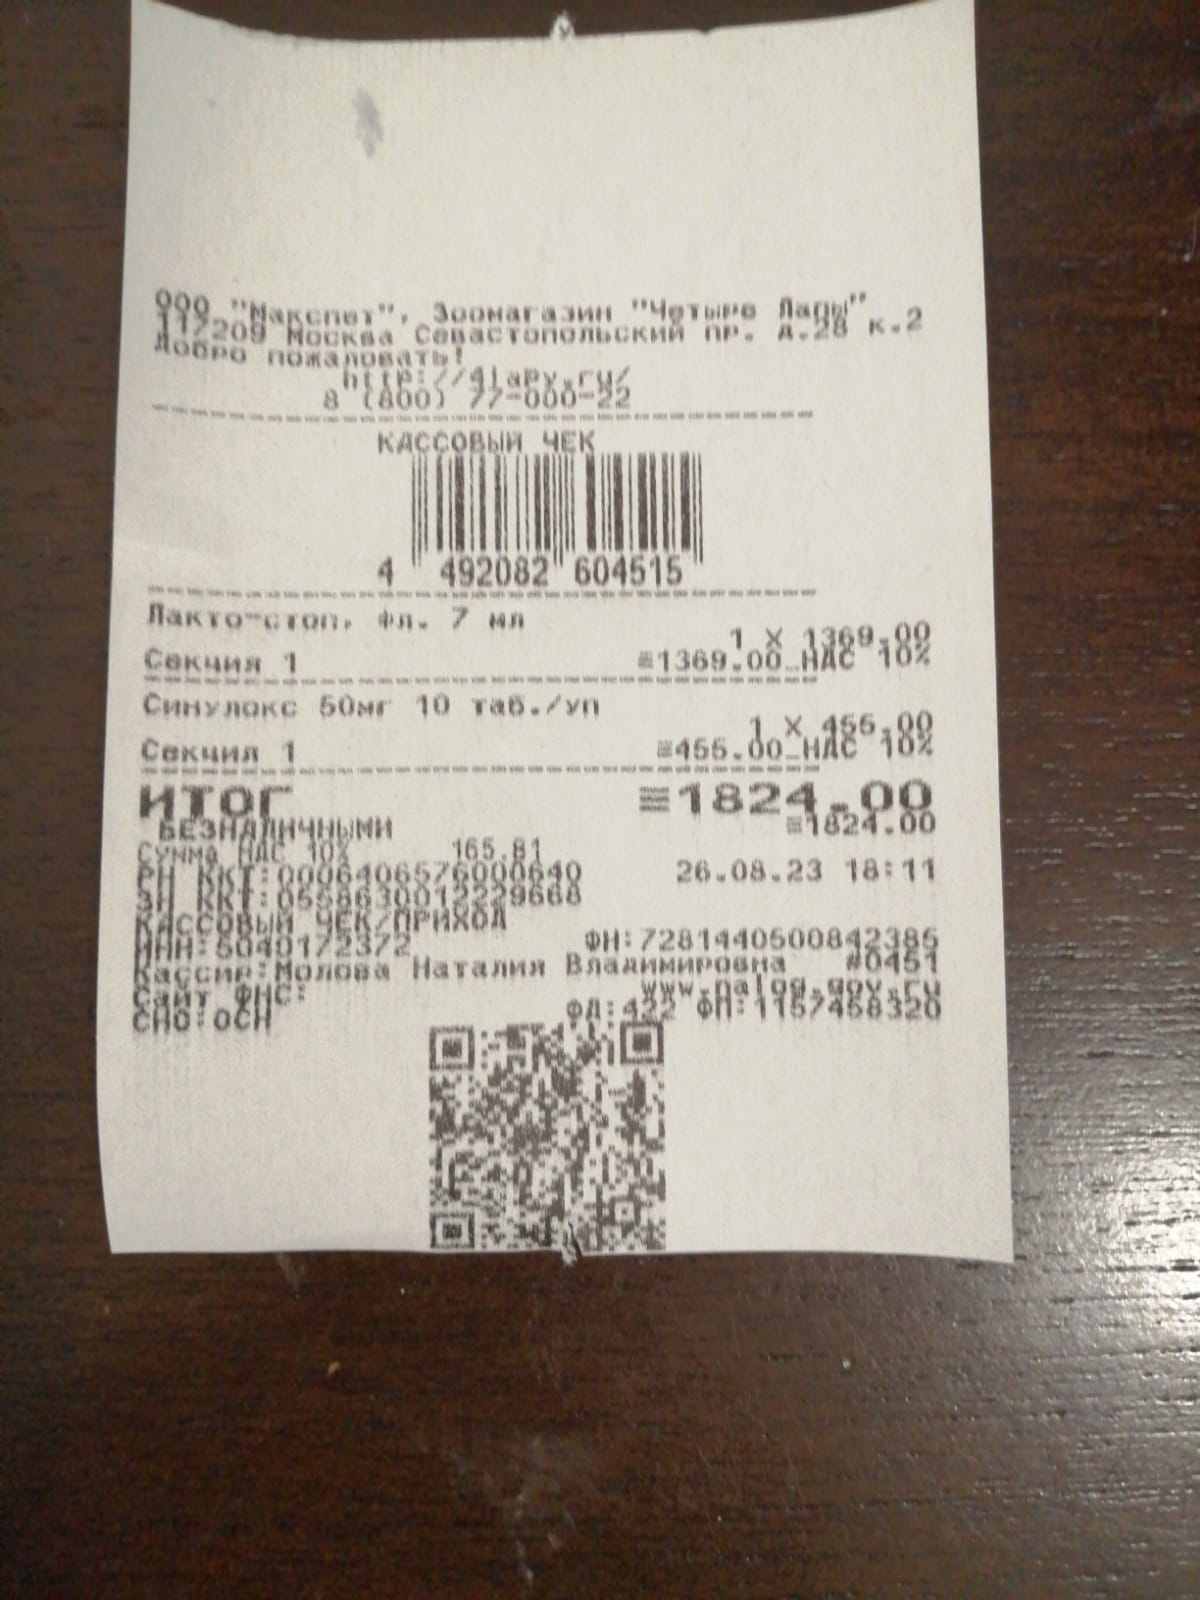 ООО "Макспет", Зоомагазин "Четыре Лапы"
117209 Москва Севастопольский пр. д.28 к.2
Добро пожаловать!
http://4lapy.ru/
8 (800) 77-000-22
КАССОВЫЙ ЧЕК
4 492082 604515
Лакто-стоп, фл. 7 мл
1 X 1369.00
Секция 1 ≡1369.00_НДС 10%
Синулокс 50мг 10 таб./уп
1 X 455.00
Секция 1 ≡455.00_НДС 10%
ИТОГ ≡1824.00
БЕЗНАЛИЧНЫМИ ≡1824.00
Сумма НДС 10% 165.81
РН ККТ:0006406576000640 26.08.23 18:11
ЗН ККТ:0558630012229668
КАССОВЫЙ ЧЕК/ПРИХОД
ИНН:5040172372 ФН:7281440500842385
Кассир:Молова Наталия Владимировна #0451
Сайт ФНС: www.nalog.gov.ru
СНО:ОСН ФД:422 ФП:1157458320